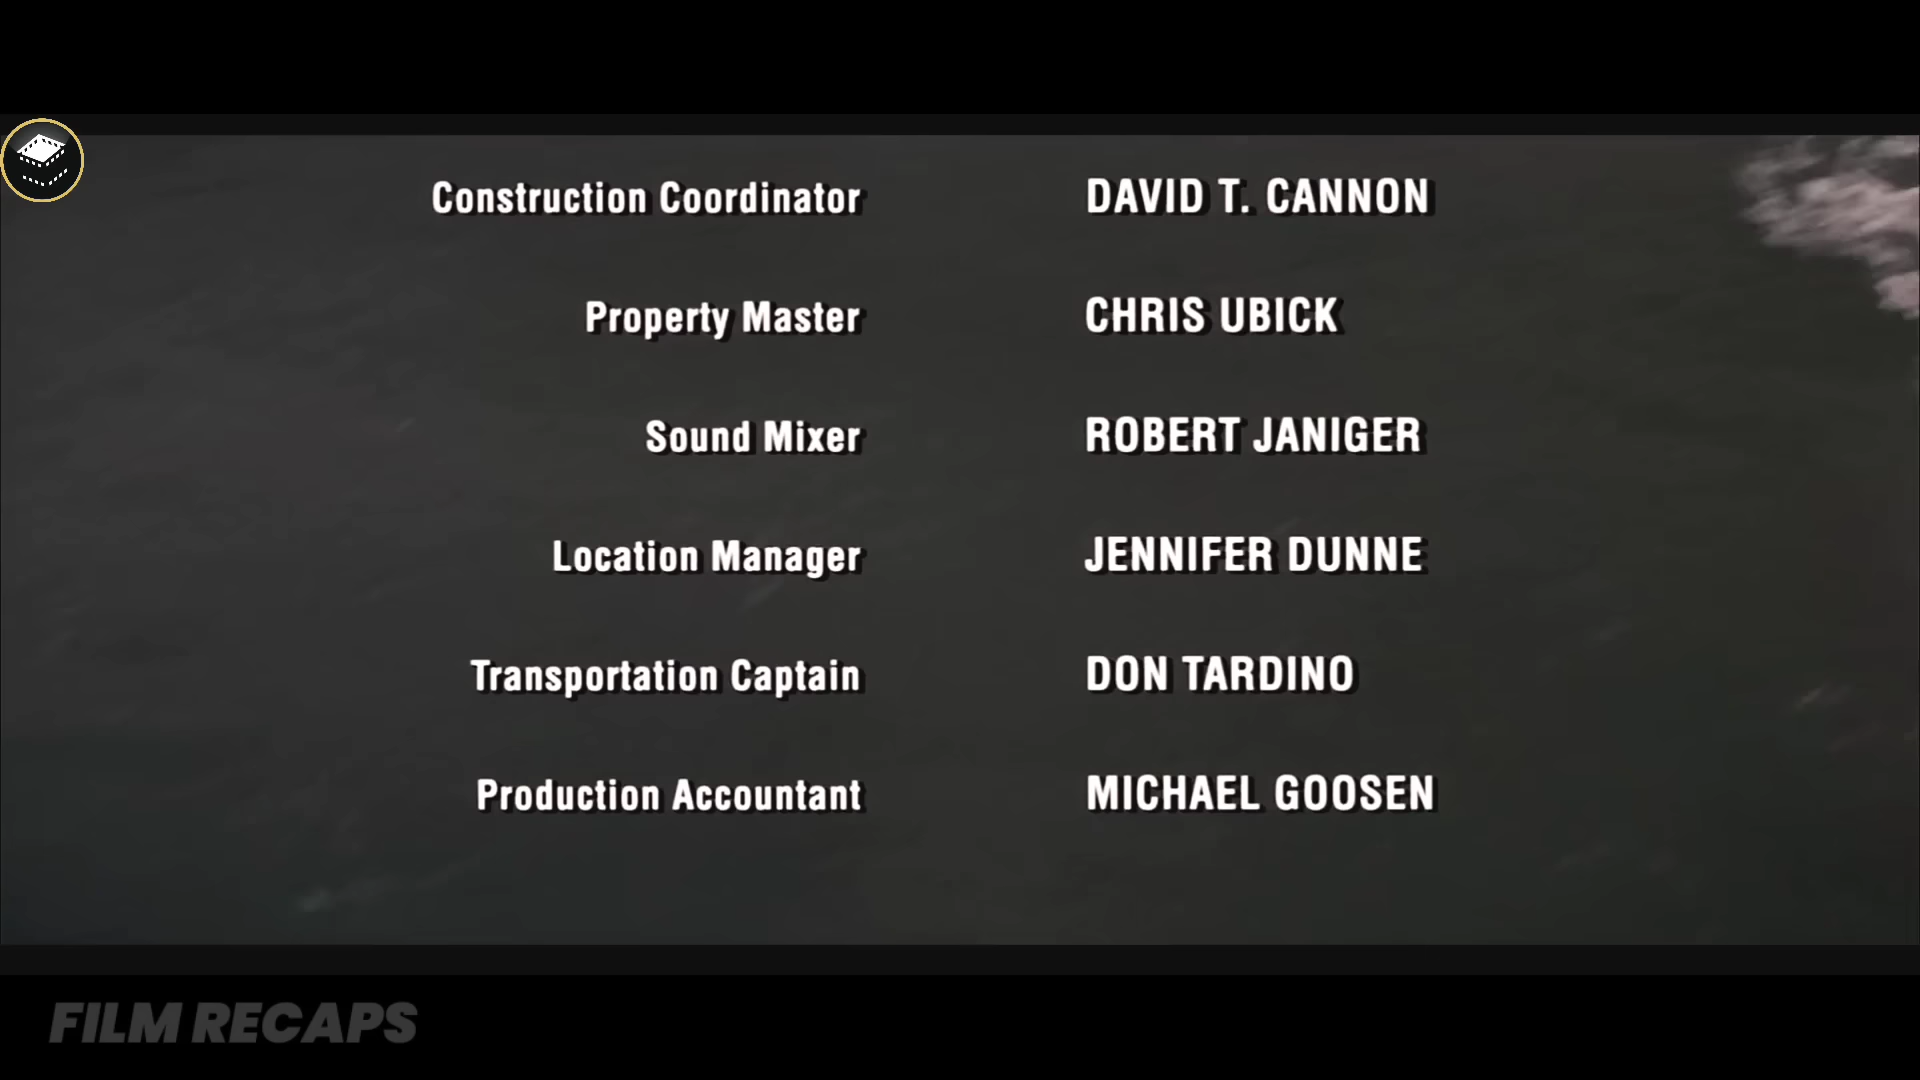 Construction Coordinator DAVID T. CANNON
Property Master CHRIS UBICK
Sound Mixer ROBERT JANIGER
Location Manager JENNIFER DUNNE
Transportation Captain DON TARDINO
Production Accountant MICHAEL GOOSEN
FILM RECAPS